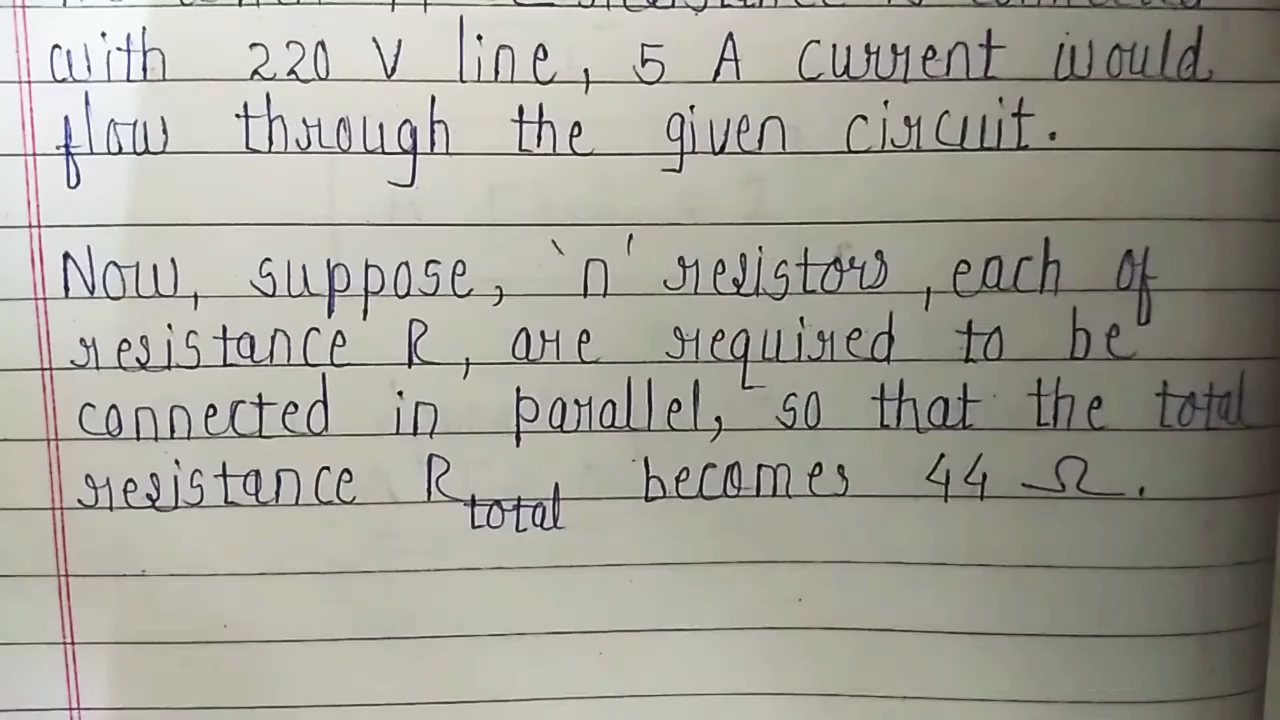 with 220 V line, 5 A current would
flow through the given circuit.
Now, suppose, 'n' resistors, each of
resistance R, are required to be
connected in parallel, so that the total
resistance Rtotal becomes 44 Ω.